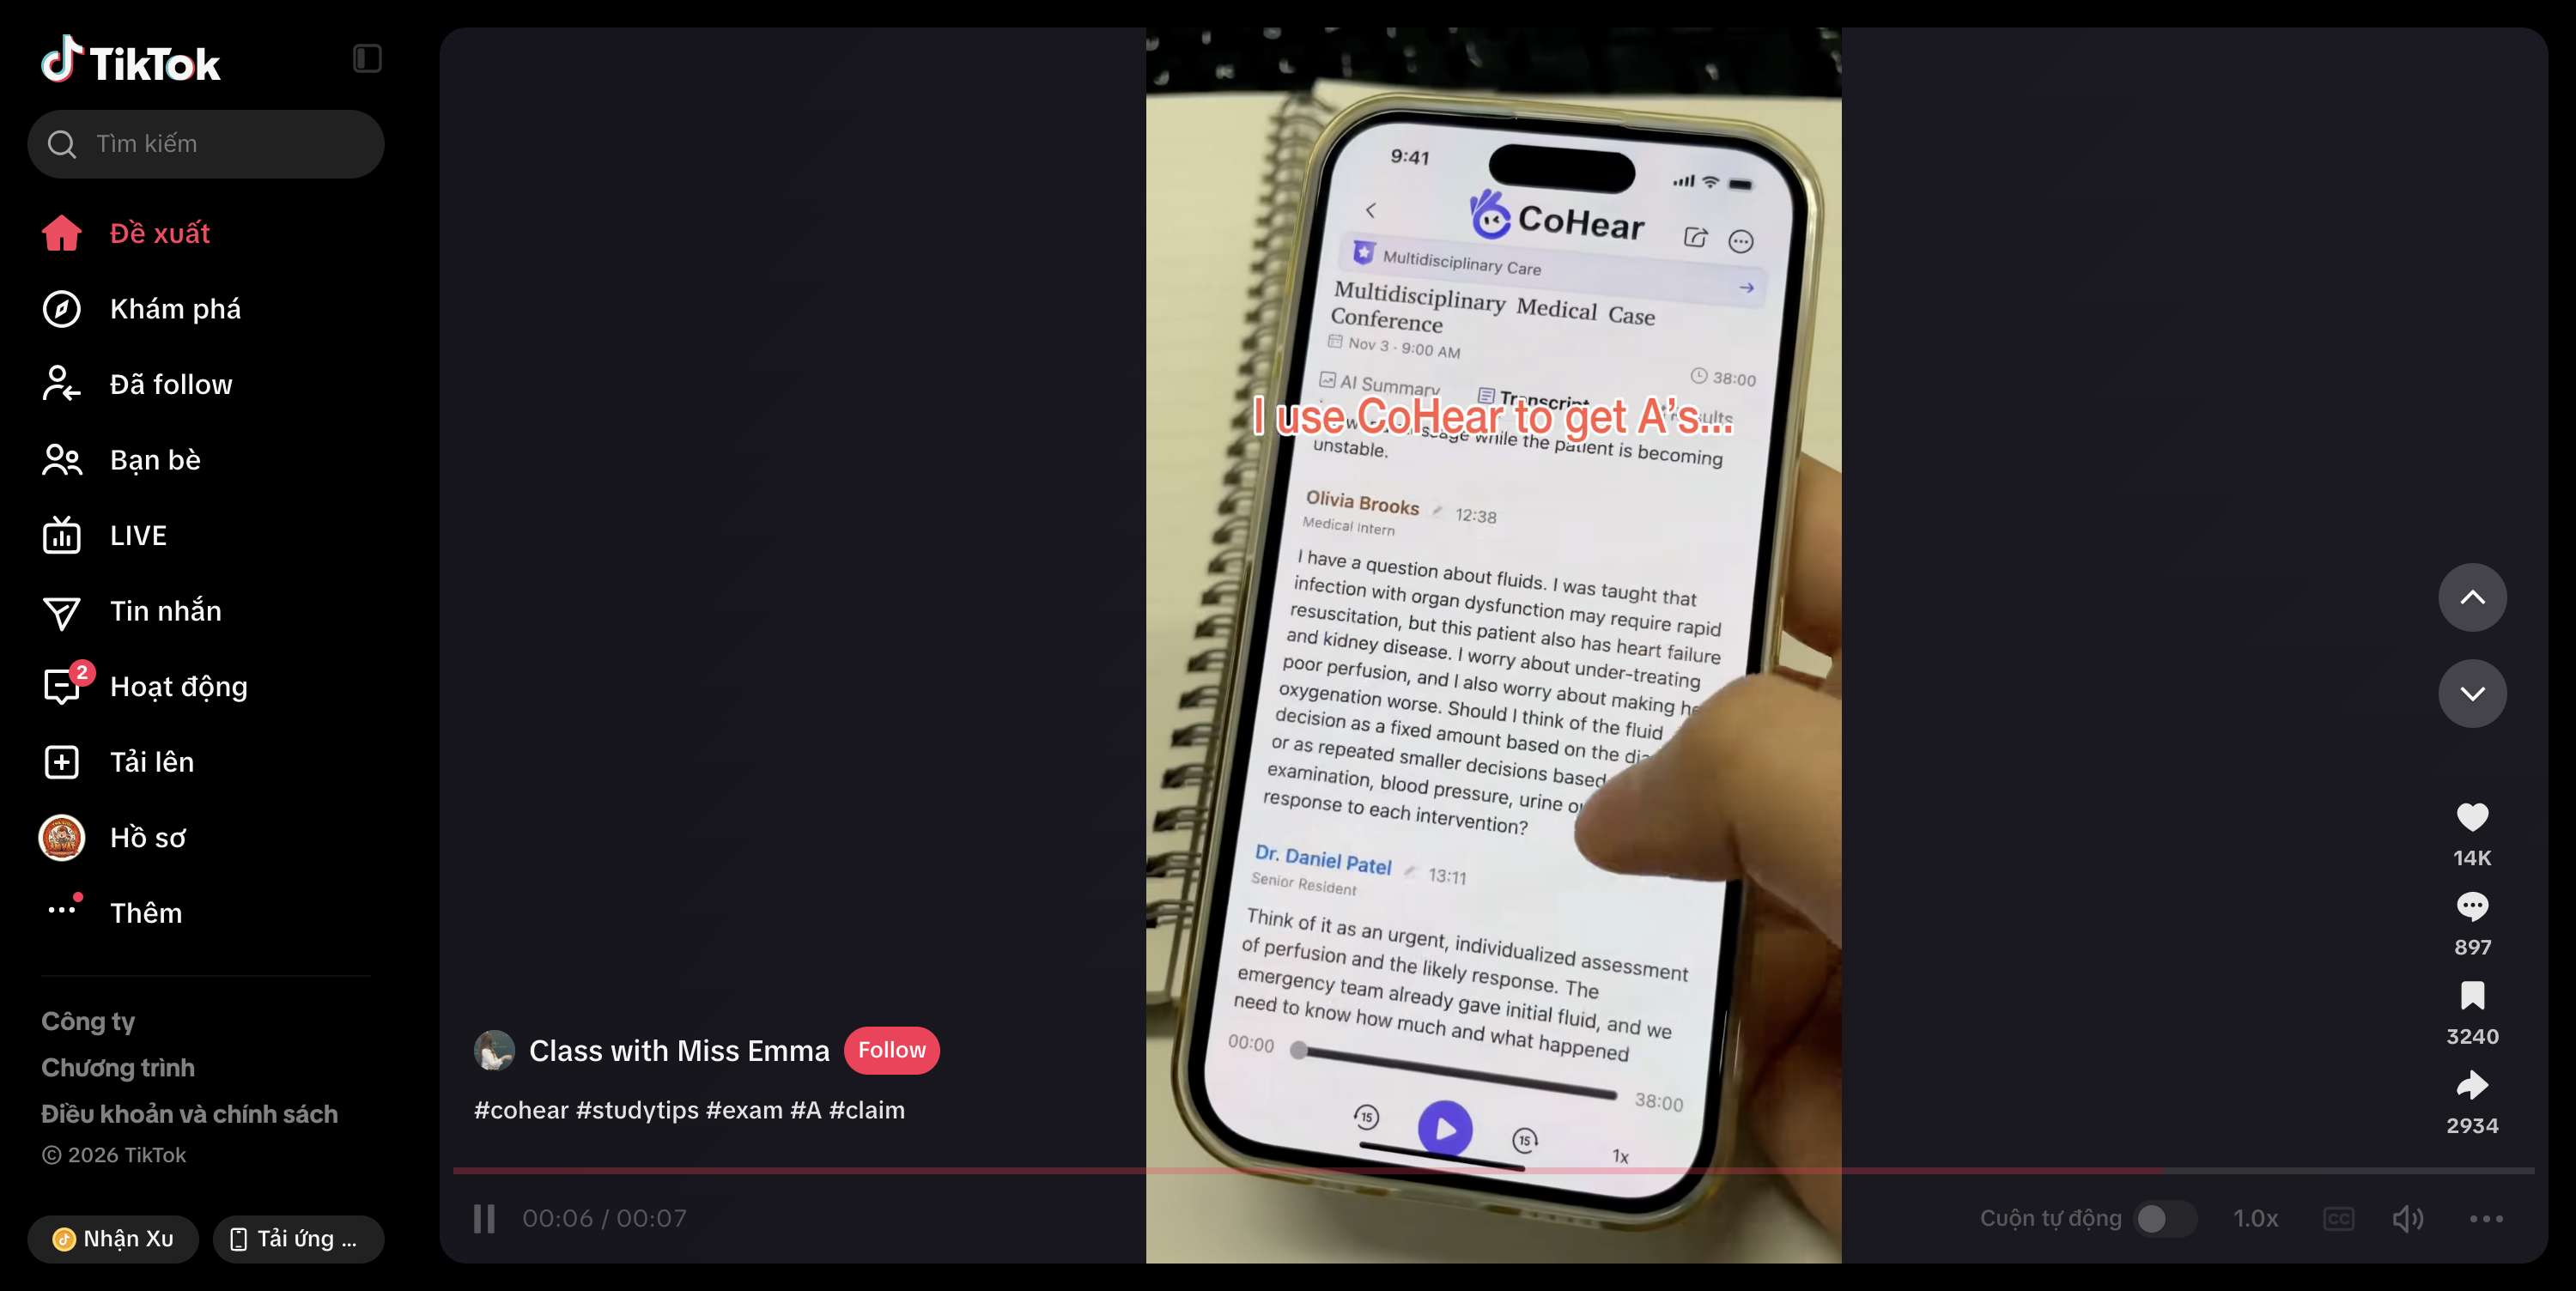 TikTok
Tìm kiếm
Đề xuất
Khám phá
Đã follow
Bạn bè
LIVE
Tin nhắn
2
Hoạt động
Tải lên
Hồ sơ
Thêm
Công ty
Chương trình
Điều khoản và chính sách
© 2026 TikTok
Nhận Xu
Tải ứng ...
9:41
CoHear
Multidisciplinary Care
Multidisciplinary Medical Case
Conference
Nov 3 - 9:00 AM
38:00
AI Summary
Transcript
I use CoHear to get A's...
while the patient is becoming
unstable.
Olivia Brooks 12:38
Medical Intern
I have a question about fluids. I was taught that
infection with organ dysfunction may require rapid
resuscitation, but this patient also has heart failure
and kidney disease. I worry about under-treating
poor perfusion, and I also worry about making
oxygenation worse. Should I think of the fluid
decision as a fixed amount based on the
or as repeated smaller decisions based
examination, blood pressure, urine
response to each intervention?
Dr. Daniel Patel 13:11
Senior Resident
Think of it as an urgent, individualized assessment
of perfusion and the likely response. The
emergency team already gave initial fluid, and we
need to know how much and what happened
00:00
38:00
15
15
1x
Class with Miss Emma
Follow
#cohear #studytips #exam #A #claim
00:06 / 00:07
14K
897
3240
2934
Cuộn tự động
1.0x
CC